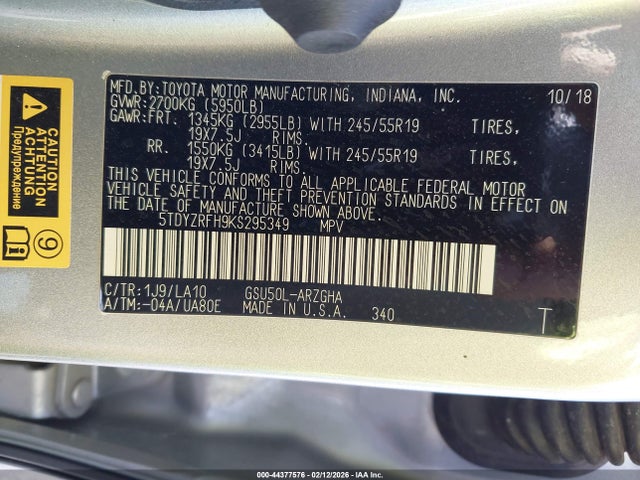 MFD.BY:TOYOTA MOTOR MANUFACTURING, INDIANA, INC. 10/18
GVWR:2700KG (5950LB)
GAWR:FRT. 1345KG (2955LB) WITH 245/55R19 TIRES,
19X7.5J RIMS.
RR. 1550KG (3415LB) WITH 245/55R19 TIRES,
19X7.5J RIMS.
THIS VEHICLE CONFORMS TO ALL APPLICABLE FEDERAL MOTOR
VEHICLE SAFETY AND THEFT PREVENTION STANDARDS IN EFFECT ON
THE DATE OF MANUFACTURE SHOWN ABOVE.
5TDYZRFH9KS295349 MPV
C/TR:1J9/LA10 GSU50L-ARZGHA
A/TM:-04A/UA80E MADE IN U.S.A. 340 T
CAUTION
ATTENTION
ACHTUNG
Предупреждение
9
000-44377576 - 02/12/2026 - IAA Inc.